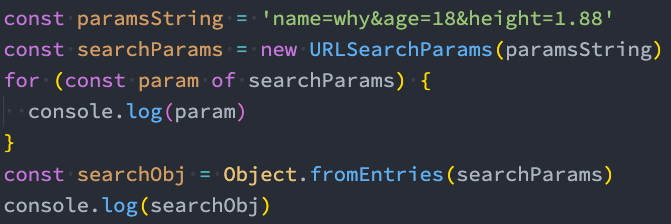 const paramsString = 'name=why&age=18&height=1.88'
const searchParams = new URLSearchParams(paramsString)
for (const param of searchParams) {
  console.log(param)
}
const searchObj = Object.fromEntries(searchParams)
console.log(searchObj)